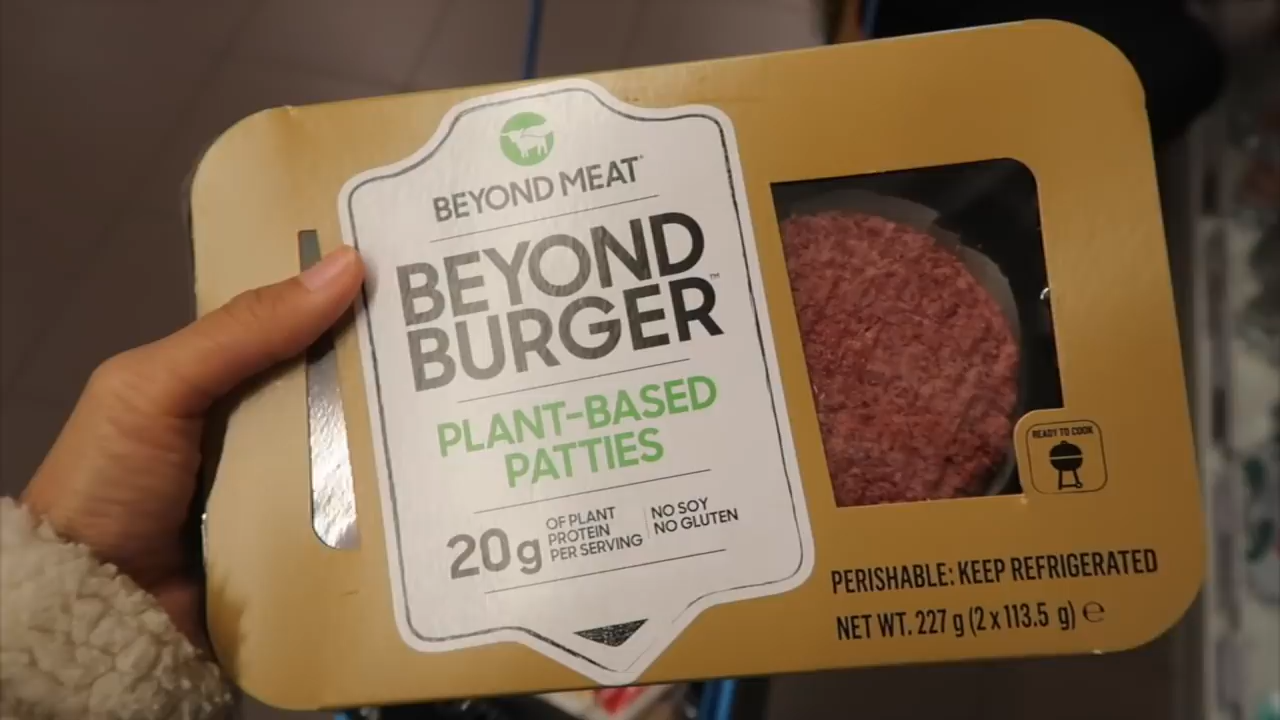 BEYOND MEAT®
BEYOND
BURGER™
PLANT-BASED
PATTIES
20g
OF PLANT
PROTEIN
PER SERVING
NO SOY
NO GLUTEN
READY TO COOK
PERISHABLE: KEEP REFRIGERATED
NET WT. 227 g (2 x 113.5 g) ℮